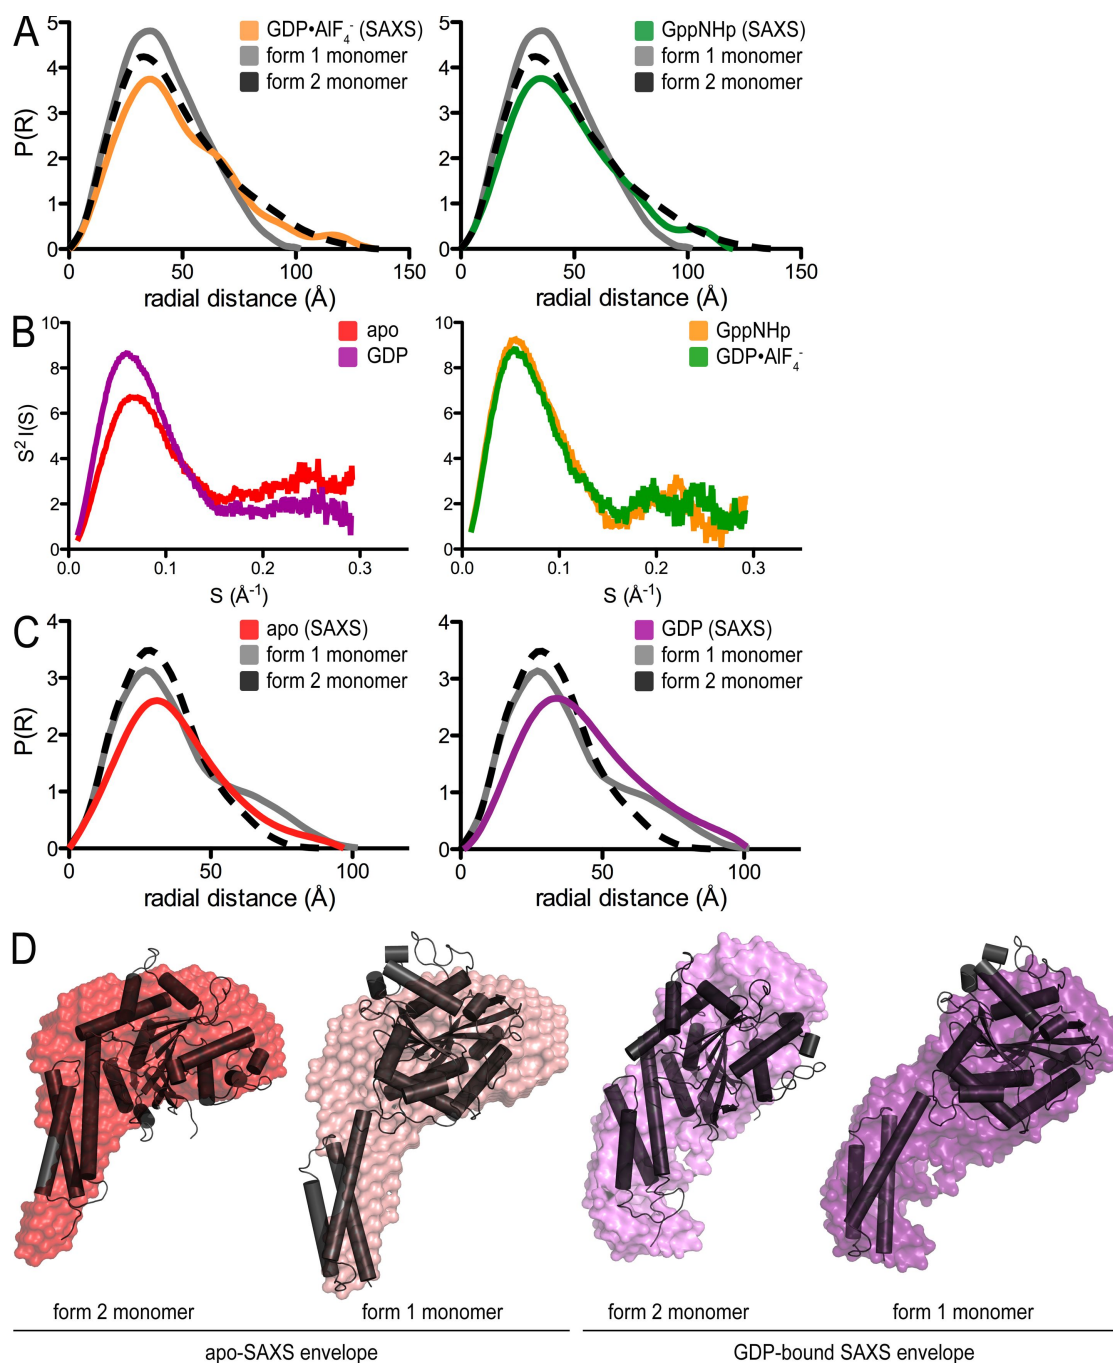 A
GDP•AlF4- (SAXS)
form 1 monomer
form 2 monomer
P(R)
5
4
3
2
1
0
0 50 100 150
radial distance (Å)
GppNHp (SAXS)
form 1 monomer
form 2 monomer
5
4
3
2
1
0
0 50 100 150
radial distance (Å)
B
apo
GDP
S2 I(S)
10
8
6
4
2
0
0.0 0.1 0.2 0.3
S (Å-1)
GppNHp
GDP•AlF4-
10
8
6
4
2
0
0.0 0.1 0.2 0.3
S (Å-1)
C
apo (SAXS)
form 1 monomer
form 2 monomer
P(R)
4
3
2
1
0
0 50 100
radial distance (Å)
GDP (SAXS)
form 1 monomer
form 2 monomer
4
3
2
1
0
0 50 100
radial distance (Å)
D
form 2 monomer
form 1 monomer
form 2 monomer
form 1 monomer
apo-SAXS envelope
GDP-bound SAXS envelope